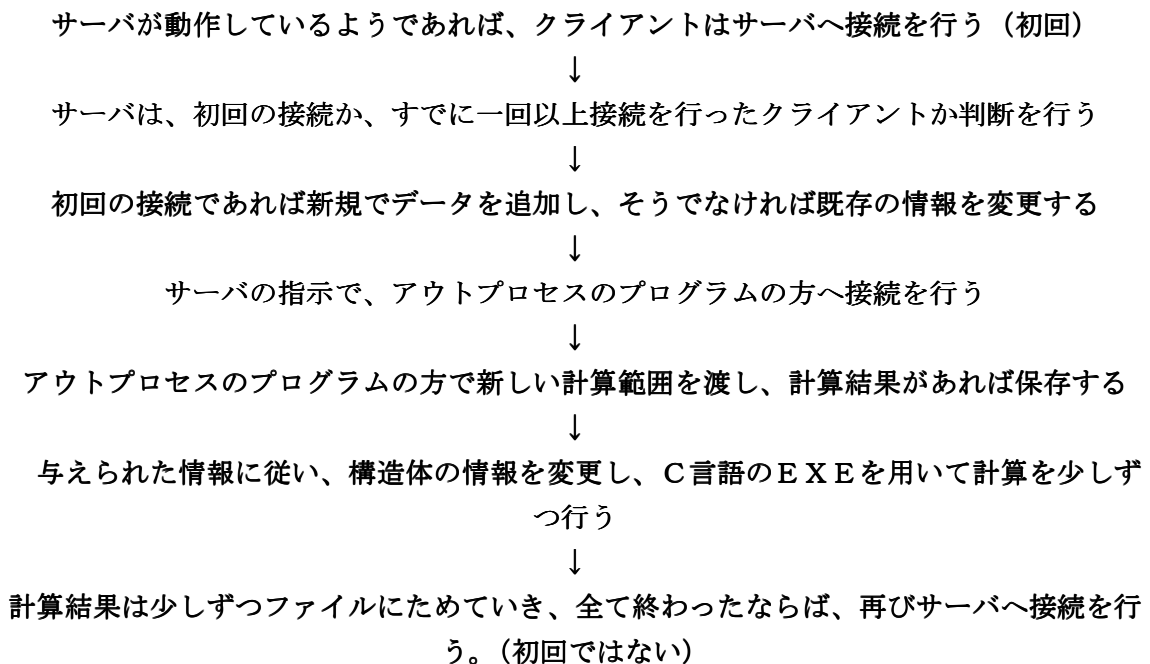 サーバが動作しているようであれば、クライアントはサーバへ接続を行う（初回）
↓
サーバは、初回の接続か、すでに一回以上接続を行ったクライアントか判断を行う
↓
初回の接続であれば新規でデータを追加し、そうでなければ既存の情報を変更する
↓
サーバの指示で、アウトプロセスのプログラムの方へ接続を行う
↓
アウトプロセスのプログラムの方で新しい計算範囲を渡し、計算結果があれば保存する
↓
与えられた情報に従い、構造体の情報を変更し、Ｃ言語のＥＸＥを用いて計算を少しず
つ行う
↓
計算結果は少しずつファイルにためていき、全て終わったならば、再びサーバへ接続を行
う。（初回ではない）